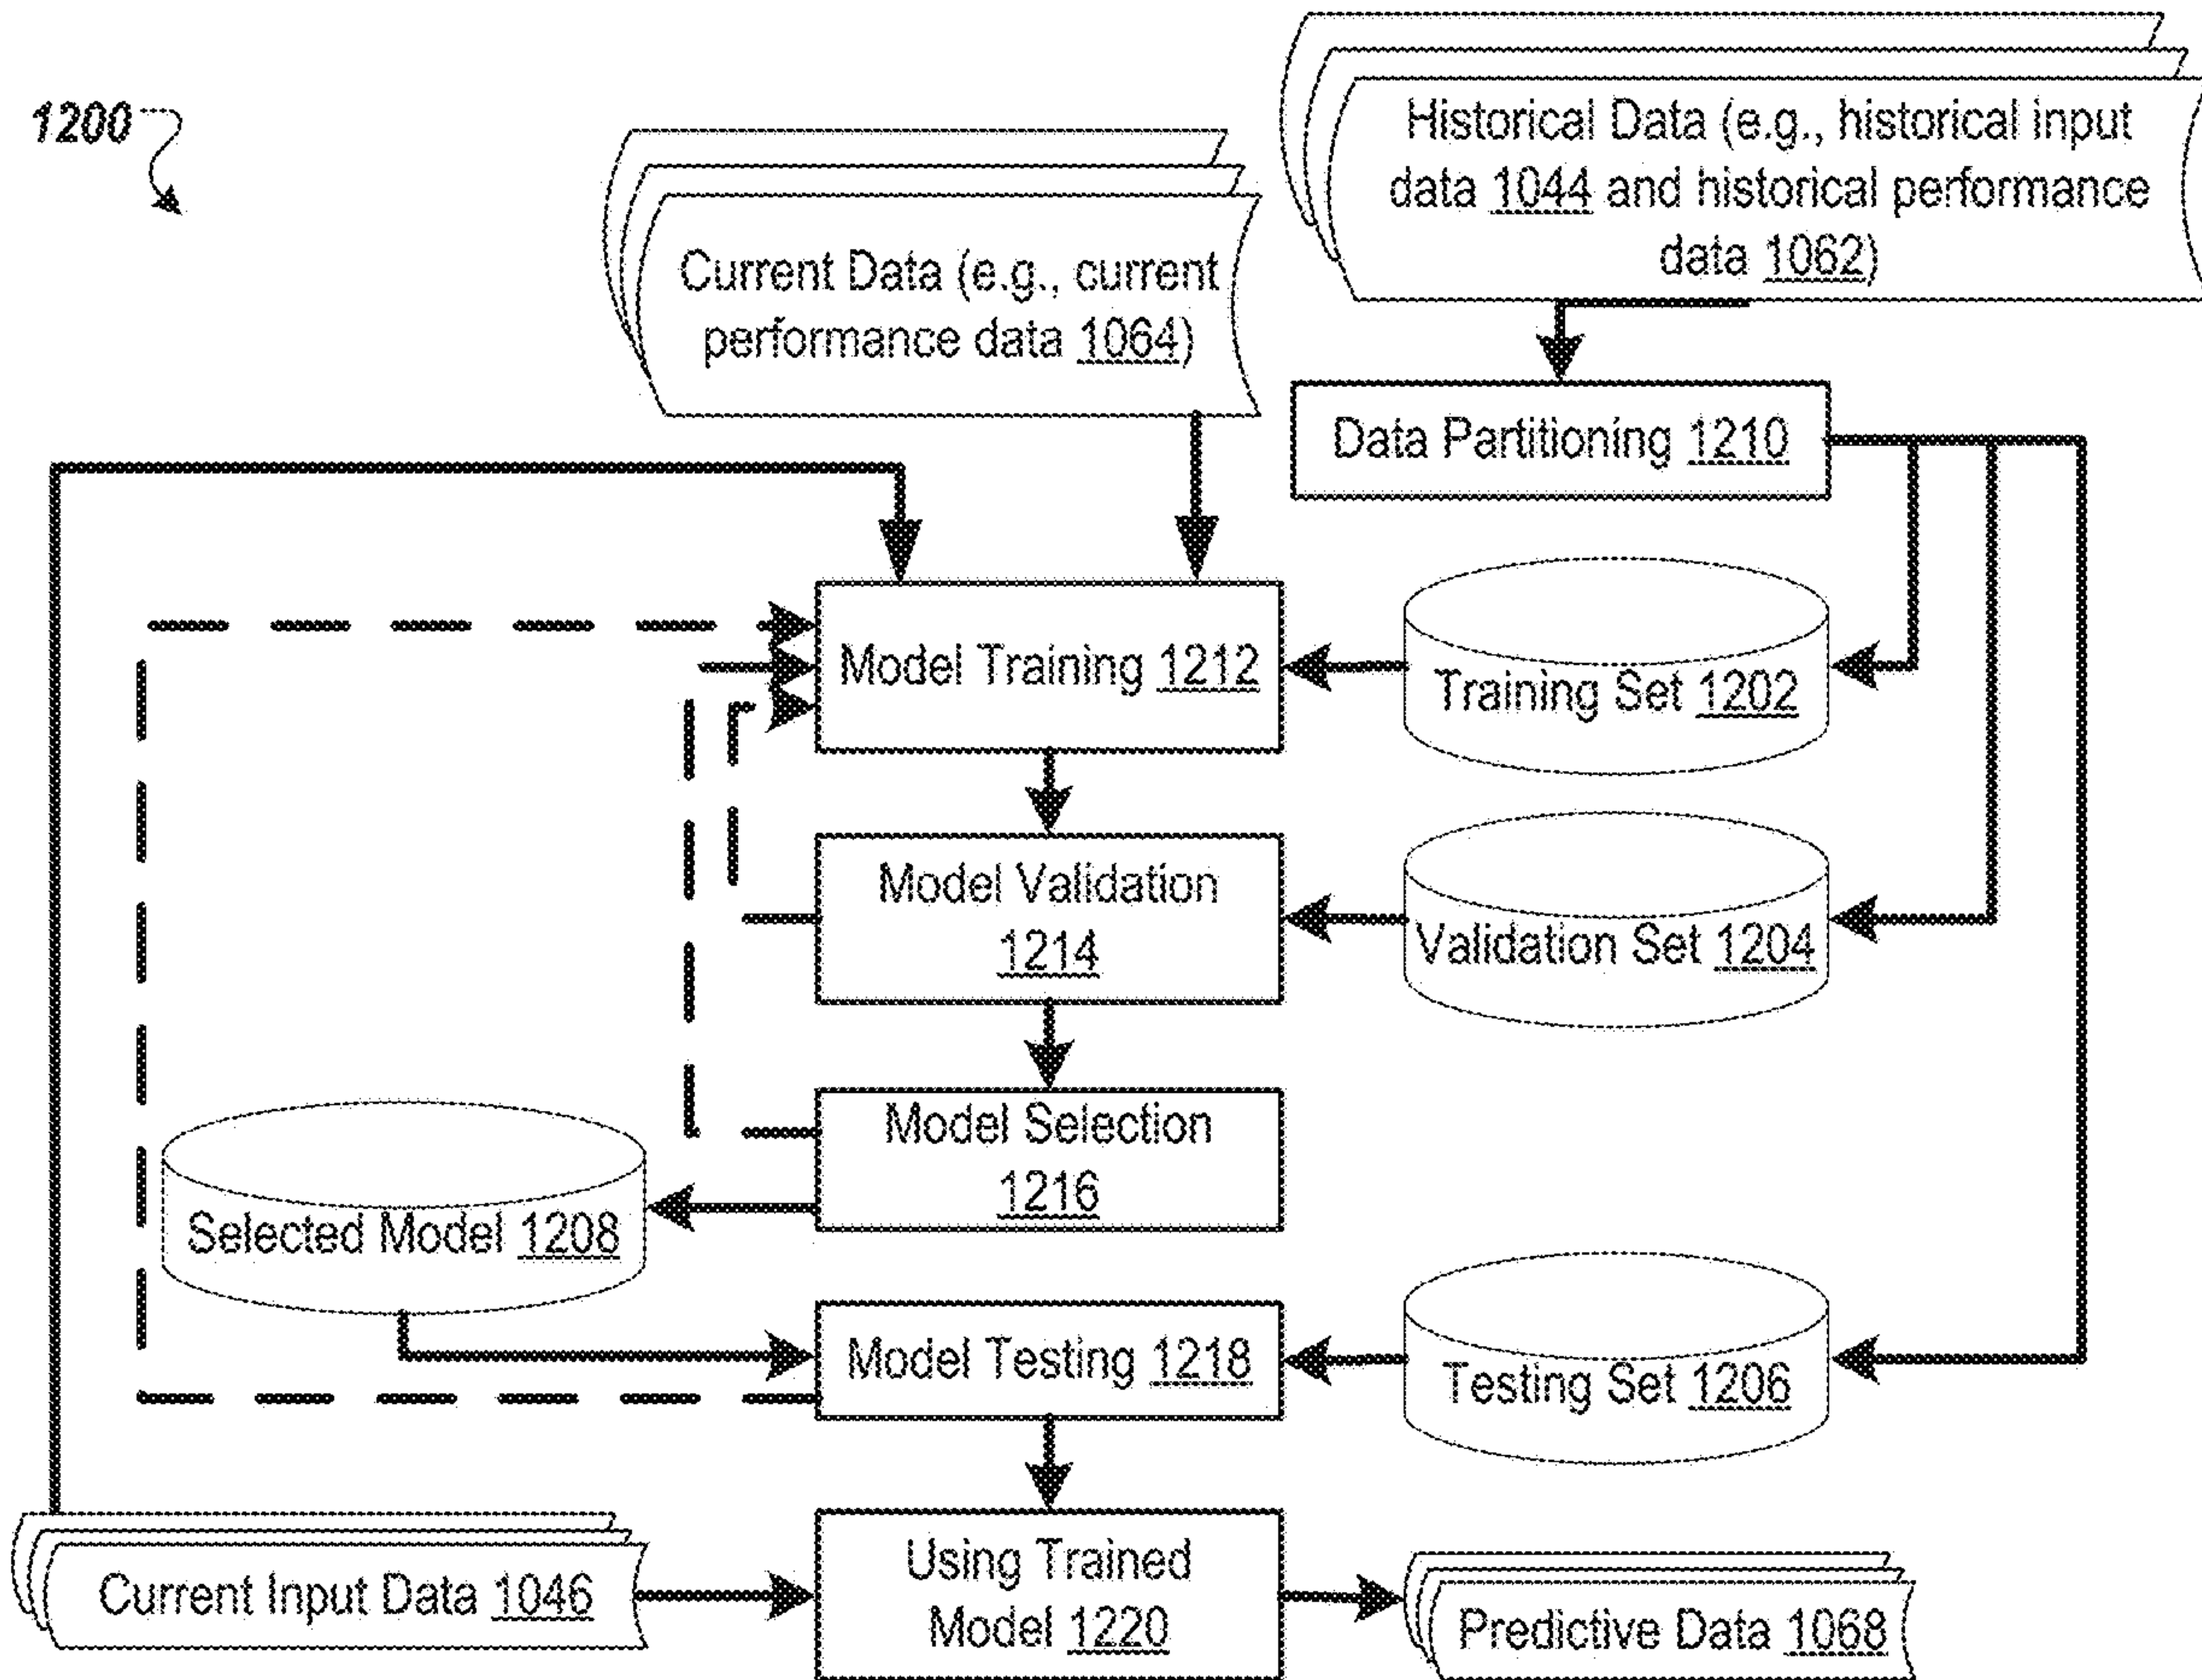 1200
Historical Data (e.g., historical input
data 1044 and historical performance
data 1062)
Current Data (e.g., current
performance data 1064)
Data Partitioning 1210
Model Training 1212
Training Set 1202
Model Validation
1214
Validation Set 1204
Model Selection
1216
Selected Model 1208
Model Testing 1218
Testing Set 1206
Current Input Data 1046
Using Trained
Model 1220
Predictive Data 1068